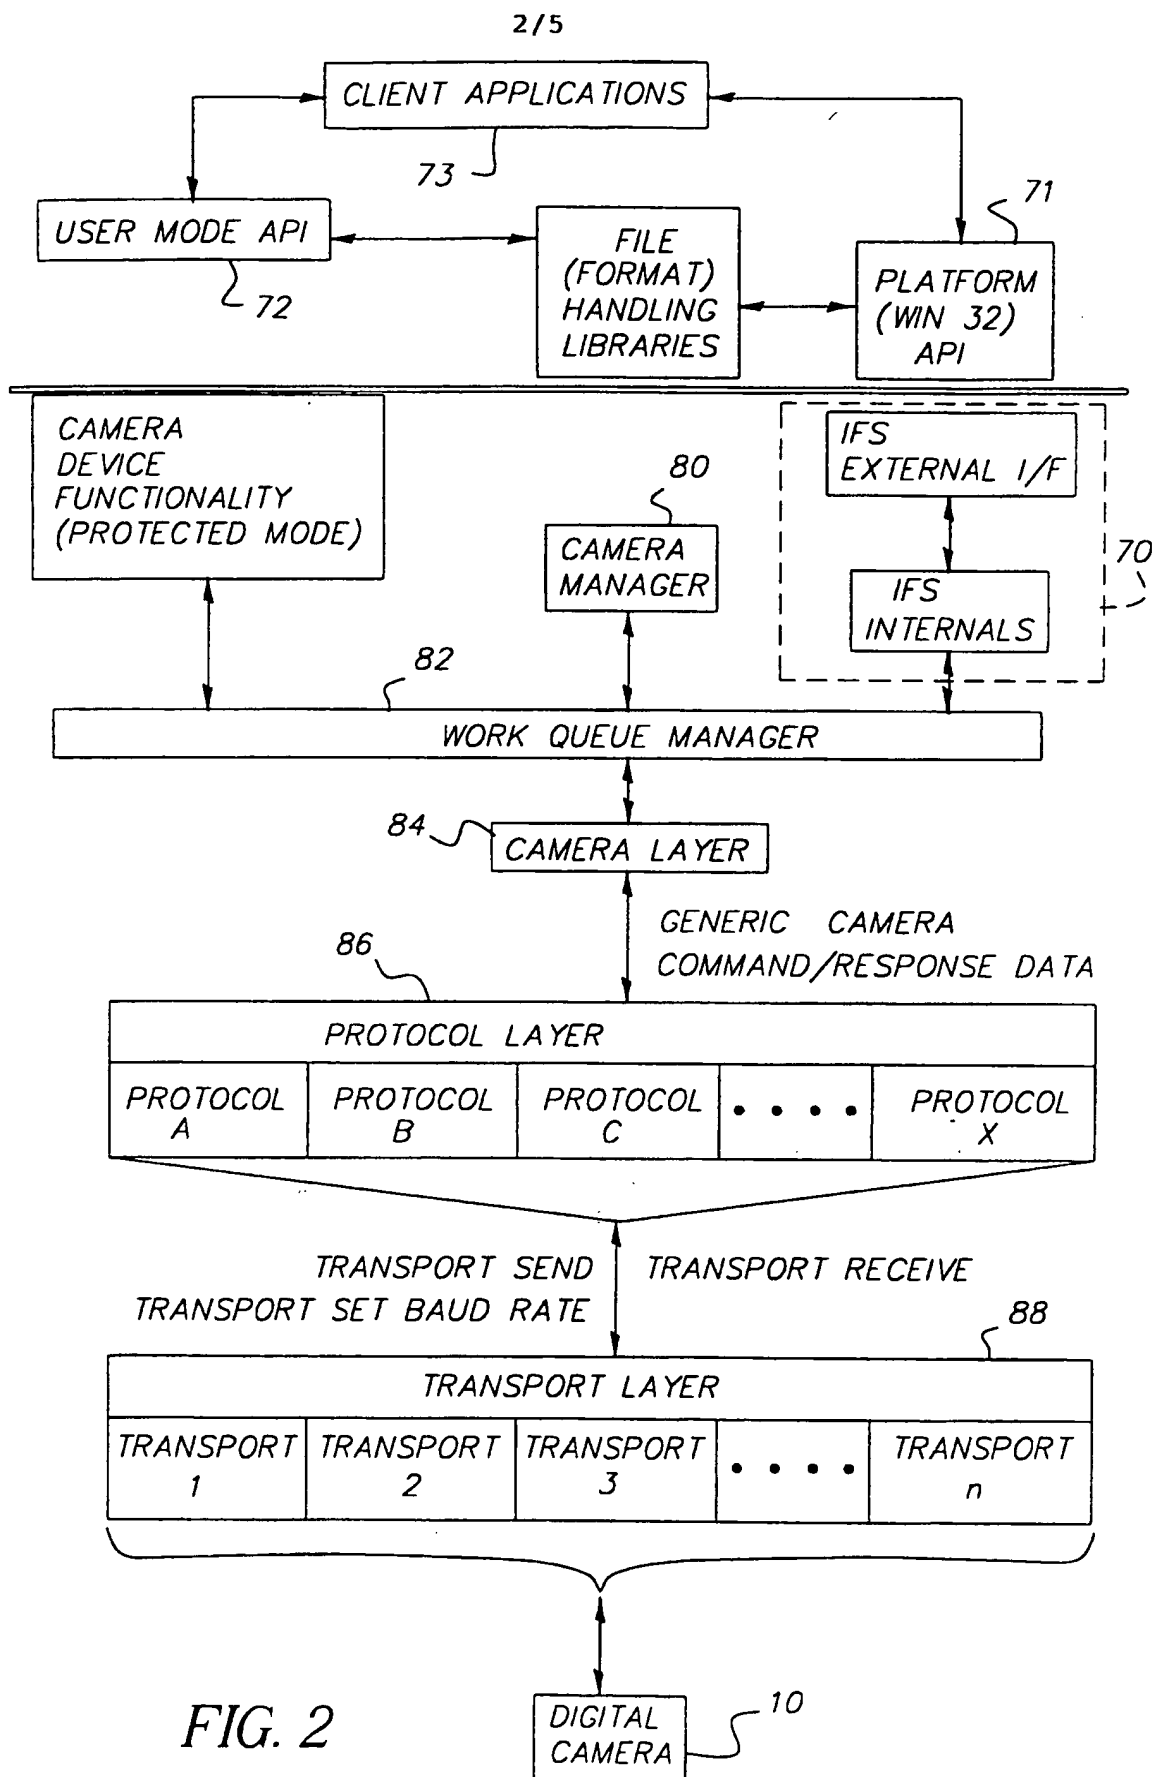 2/5
CLIENT APPLICATIONS
73
71
USER MODE API
72
FILE
(FORMAT)
HANDLING
LIBRARIES
PLATFORM
(WIN 32)
API
CAMERA
DEVICE
FUNCTIONALITY
(PROTECTED MODE)
80
CAMERA
MANAGER
IFS
EXTERNAL I/F
70
IFS
INTERNALS
82
WORK QUEUE MANAGER
84
CAMERA LAYER
GENERIC CAMERA
COMMAND/RESPONSE DATA
86
PROTOCOL LAYER
PROTOCOL
A
PROTOCOL
B
PROTOCOL
C
• • • •
PROTOCOL
X
TRANSPORT SEND
TRANSPORT SET BAUD RATE
TRANSPORT RECEIVE
88
TRANSPORT LAYER
TRANSPORT
1
TRANSPORT
2
TRANSPORT
3
• • • •
TRANSPORT
n
10
DIGITAL
CAMERA
FIG. 2